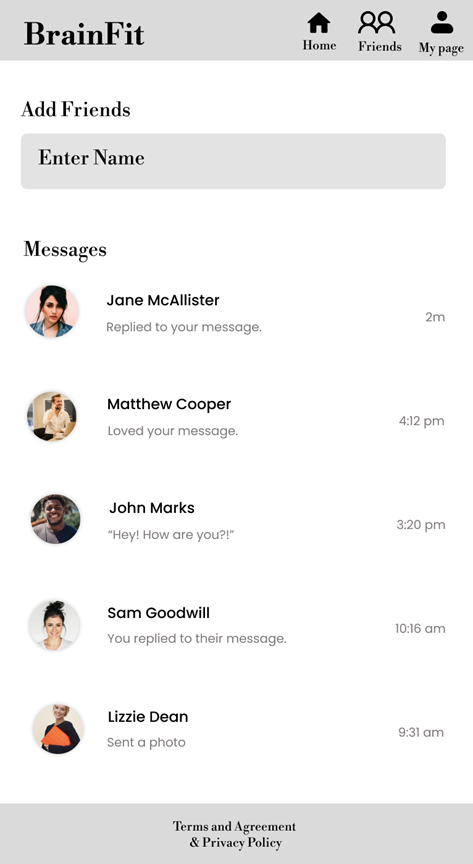 BrainFit
Home
Friends
My page
Add Friends
Enter Name
Messages
Jane McAllister
Replied to your message.
2m
Matthew Cooper
Loved your message.
4:12 pm
John Marks
“Hey! How are you?!”
3:20 pm
Sam Goodwill
You replied to their message.
10:16 am
Lizzie Dean
Sent a photo
9:31 am
Terms and Agreement
& Privacy Policy